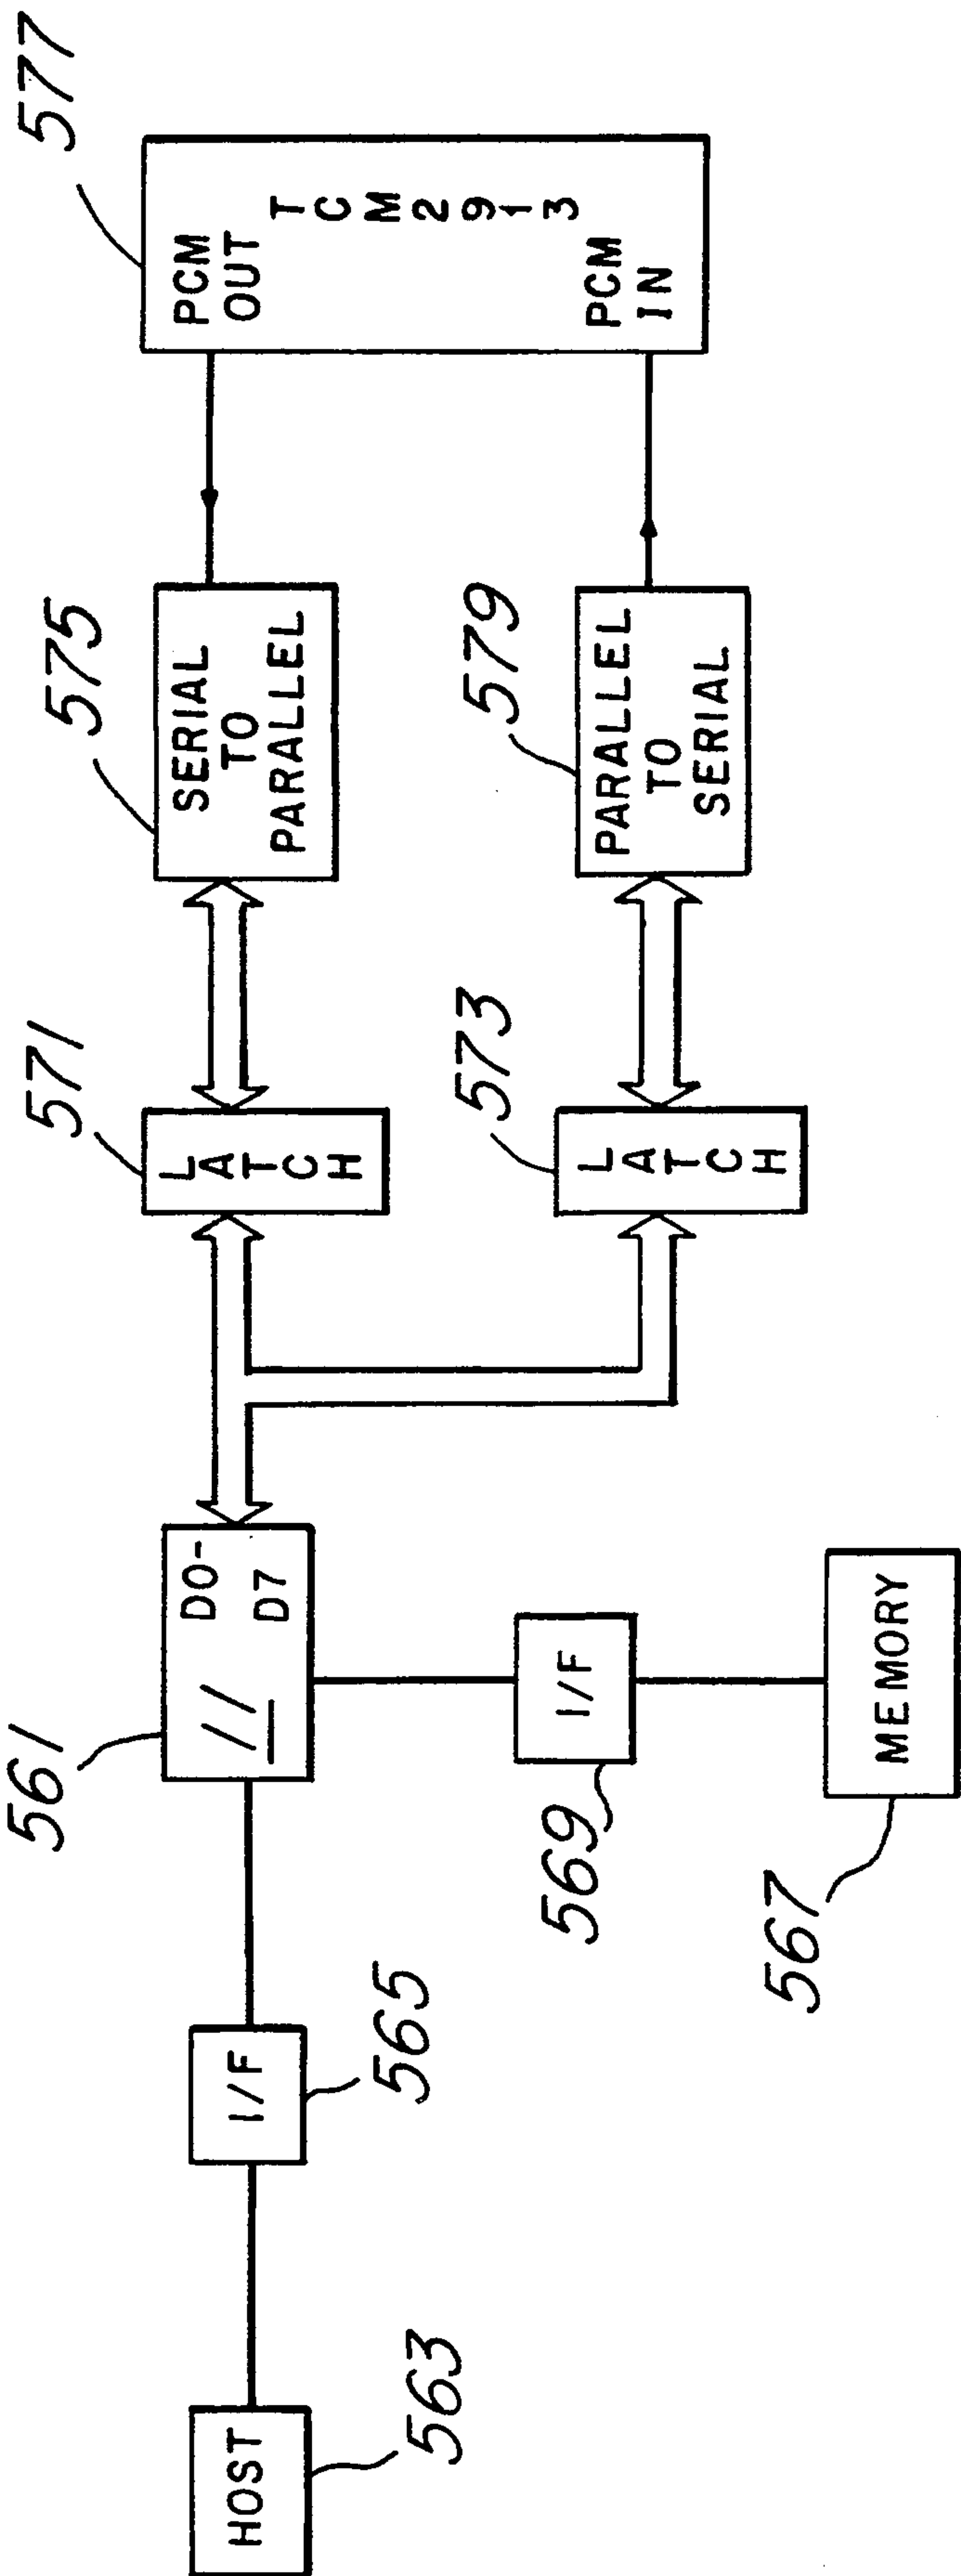 HOST
563
I/F
565
561
11
D0-
D7
I/F
569
MEMORY
567
571
LATCH
573
LATCH
575
SERIAL
TO
PARALLEL
579
PARALLEL
TO
SERIAL
577
PCM
OUT
TCM2913
PCM
IN